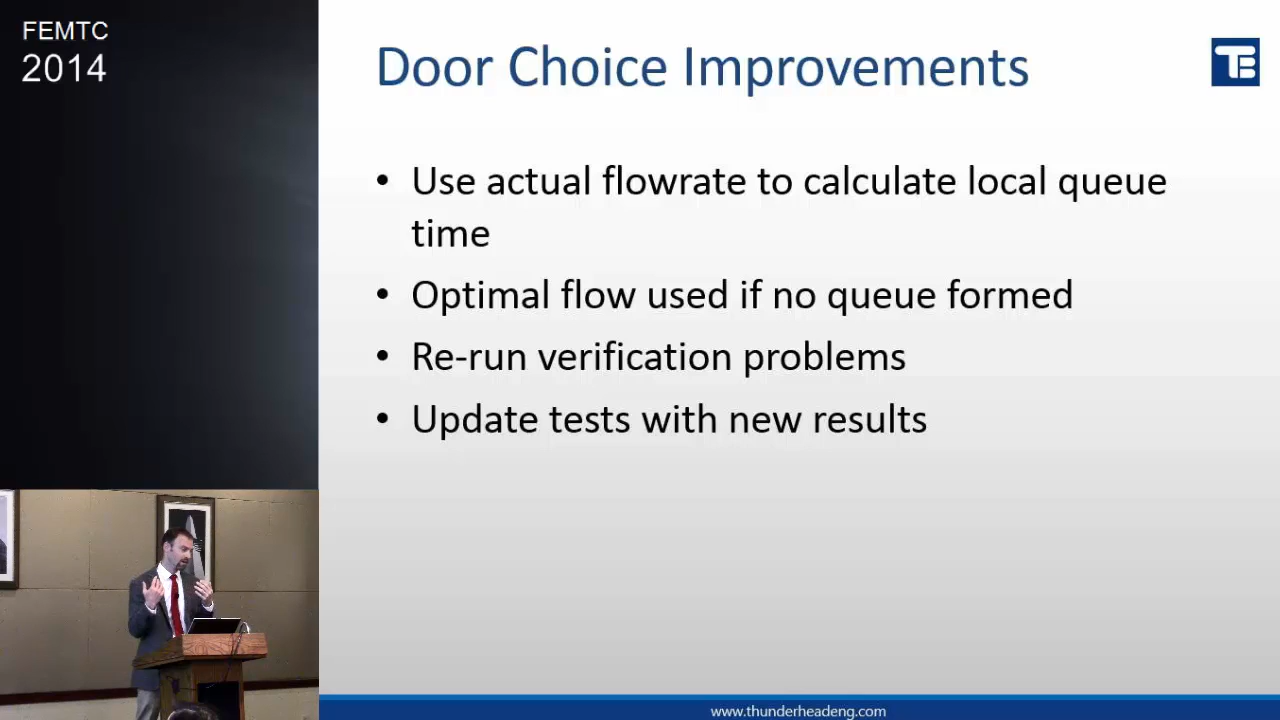 FEMTC
2014
Door Choice Improvements
TE
• Use actual flowrate to calculate local queue
time
• Optimal flow used if no queue formed
• Re-run verification problems
• Update tests with new results
www.thunderheadeng.com